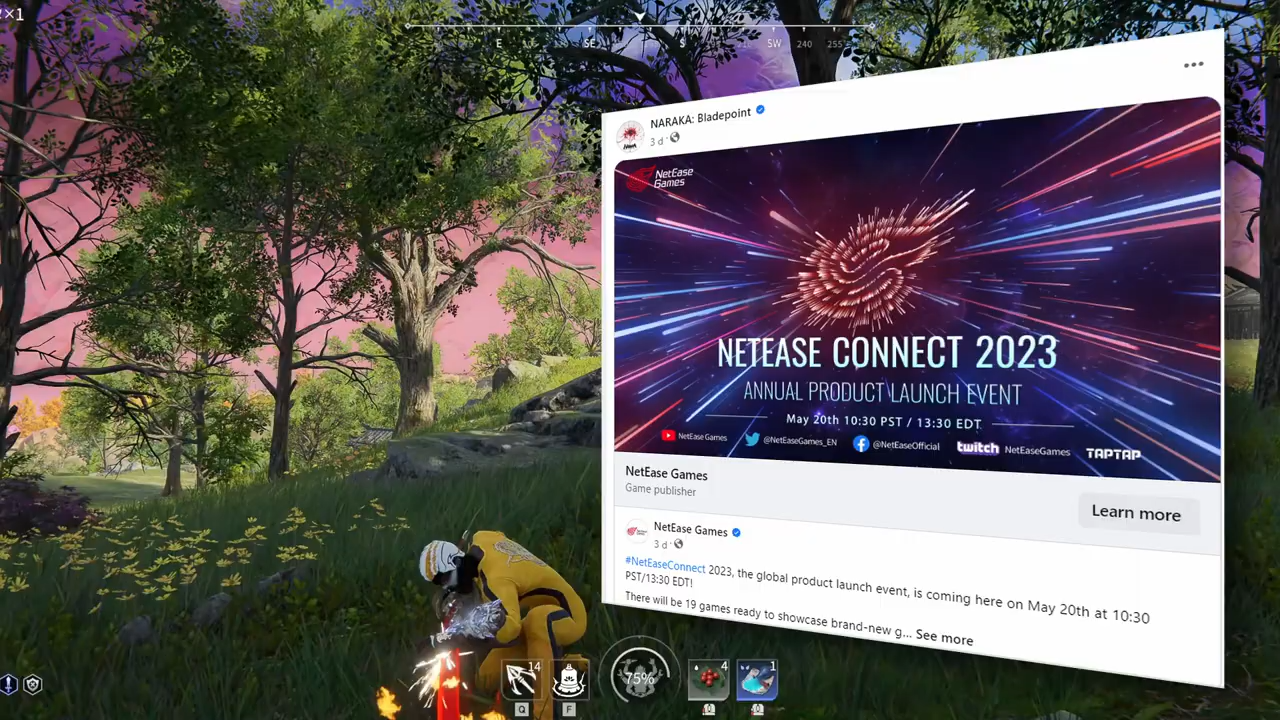 ×1
E
SE
S
SW
240
255
NARAKA: Bladepoint
3 d ·
NetEase
Games
NETEASE CONNECT 2023
ANNUAL PRODUCT LAUNCH EVENT
May 20th 10:30 PST / 13:30 EDT
NetEase Games
@NetEaseGames_EN
@NetEaseOfficial
twitch NetEaseGames
TAPTAP
NetEase Games
Game publisher
Learn more
NetEase Games
3 d ·
#NetEaseConnect 2023, the global product launch event, is coming here on May 20th at 10:30
PST/13:30 EDT!
There will be 19 games ready to showcase brand-new g... See more
14
75%
4
1
Q
F